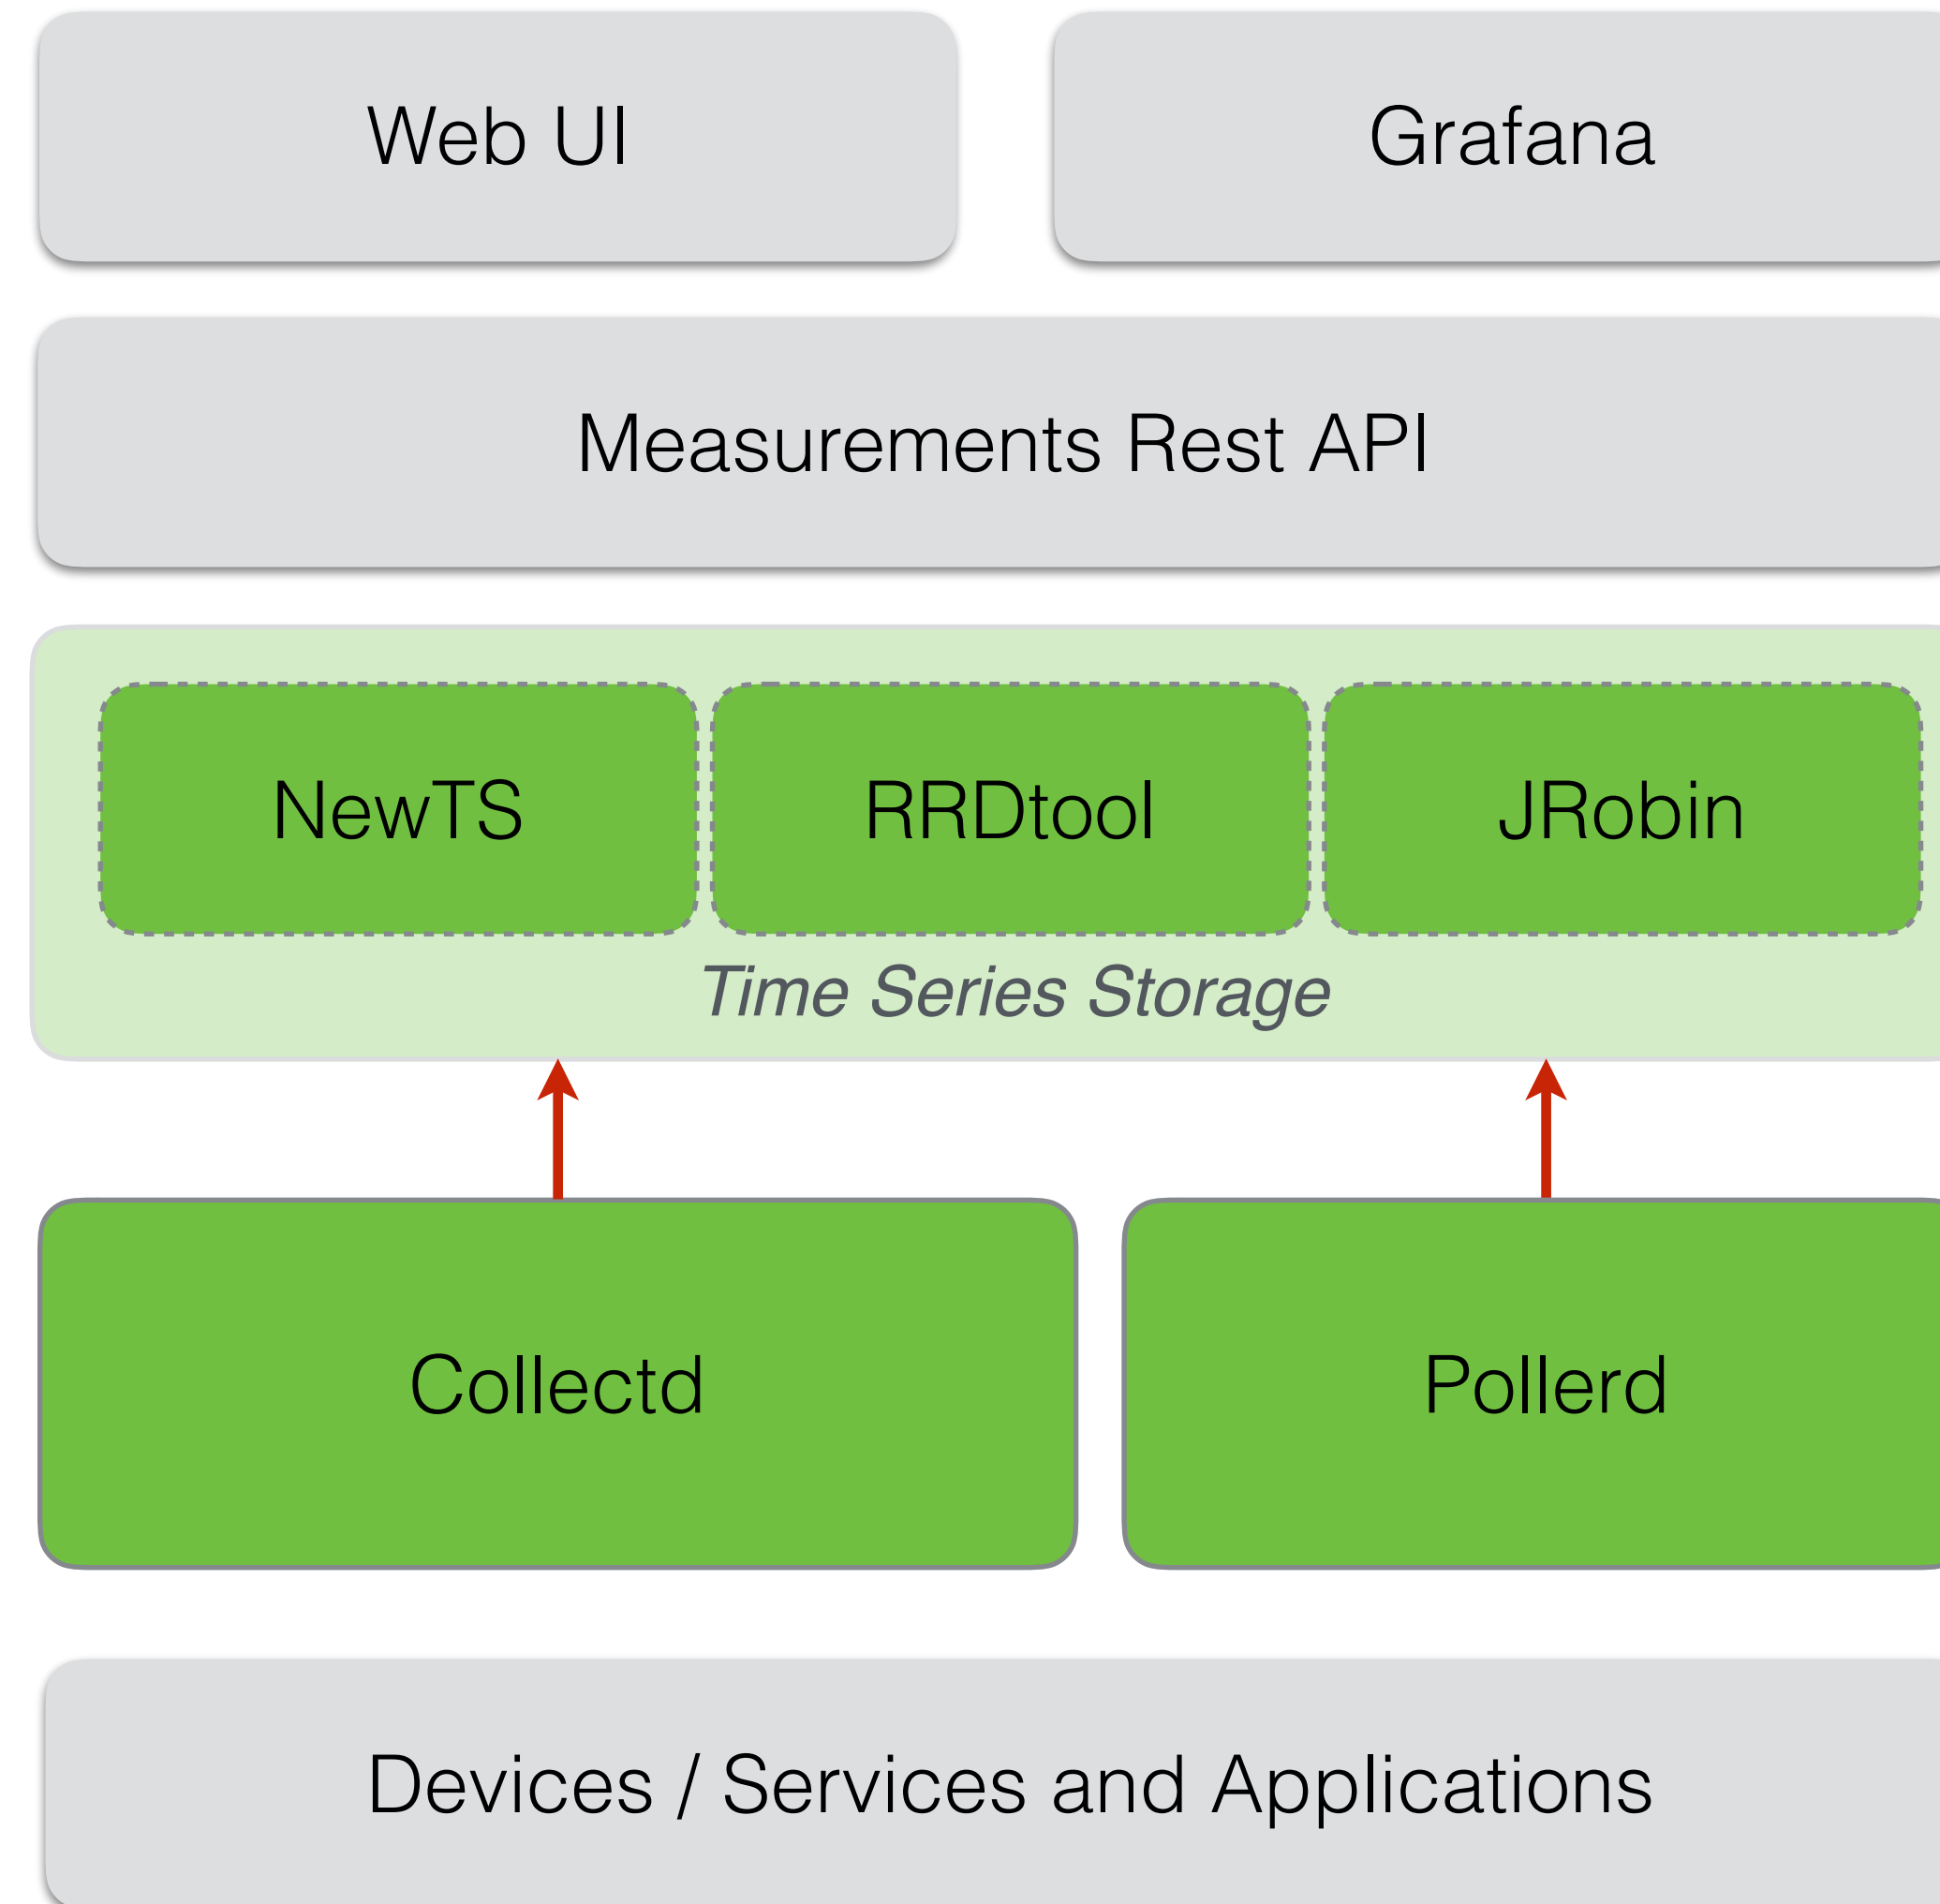 Web UI
Grafana
Measurements Rest API
NewTS
RRDtool
JRobin
Time Series Storage
Collectd
Pollerd
Devices / Services and Applications